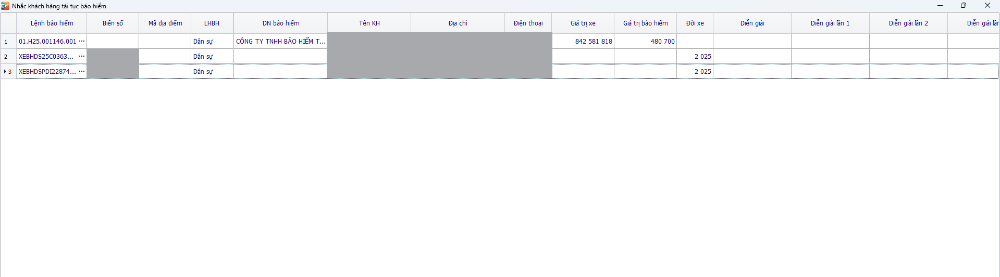 Nhắc khách hàng tái tục bảo hiểm
Lệnh bảo hiểm Biển số Mã địa điểm LHBH DN bảo hiểm Tên KH Địa chỉ Điện thoại Giá trị xe Giá trị bảo hiểm Đời xe Diễn giải Diễn giải lần 1 Diễn giải lần 2 Diễn giải lần
1 01.H25.001146.001 ... Dân sự CÔNG TY TNHH BẢO HIỂM T... 842 581 818 480 700
2 XEBHDS25C0363... ... Dân sự 2 025
3 XEBHDSPDI22874... ... Dân sự 2 025